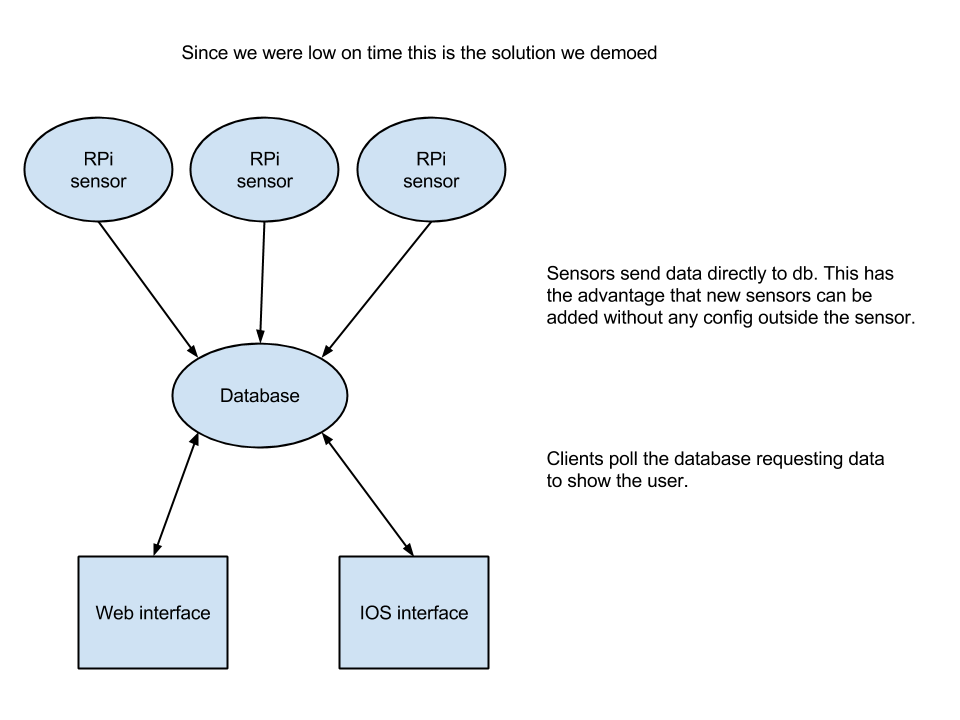 Since we were low on time this is the solution we demoed
RPi
sensor
RPi
sensor
RPi
sensor
Sensors send data directly to db. This has
the advantage that new sensors can be
added without any config outside the sensor.
Database
Clients poll the database requesting data
to show the user.
Web interface
IOS interface